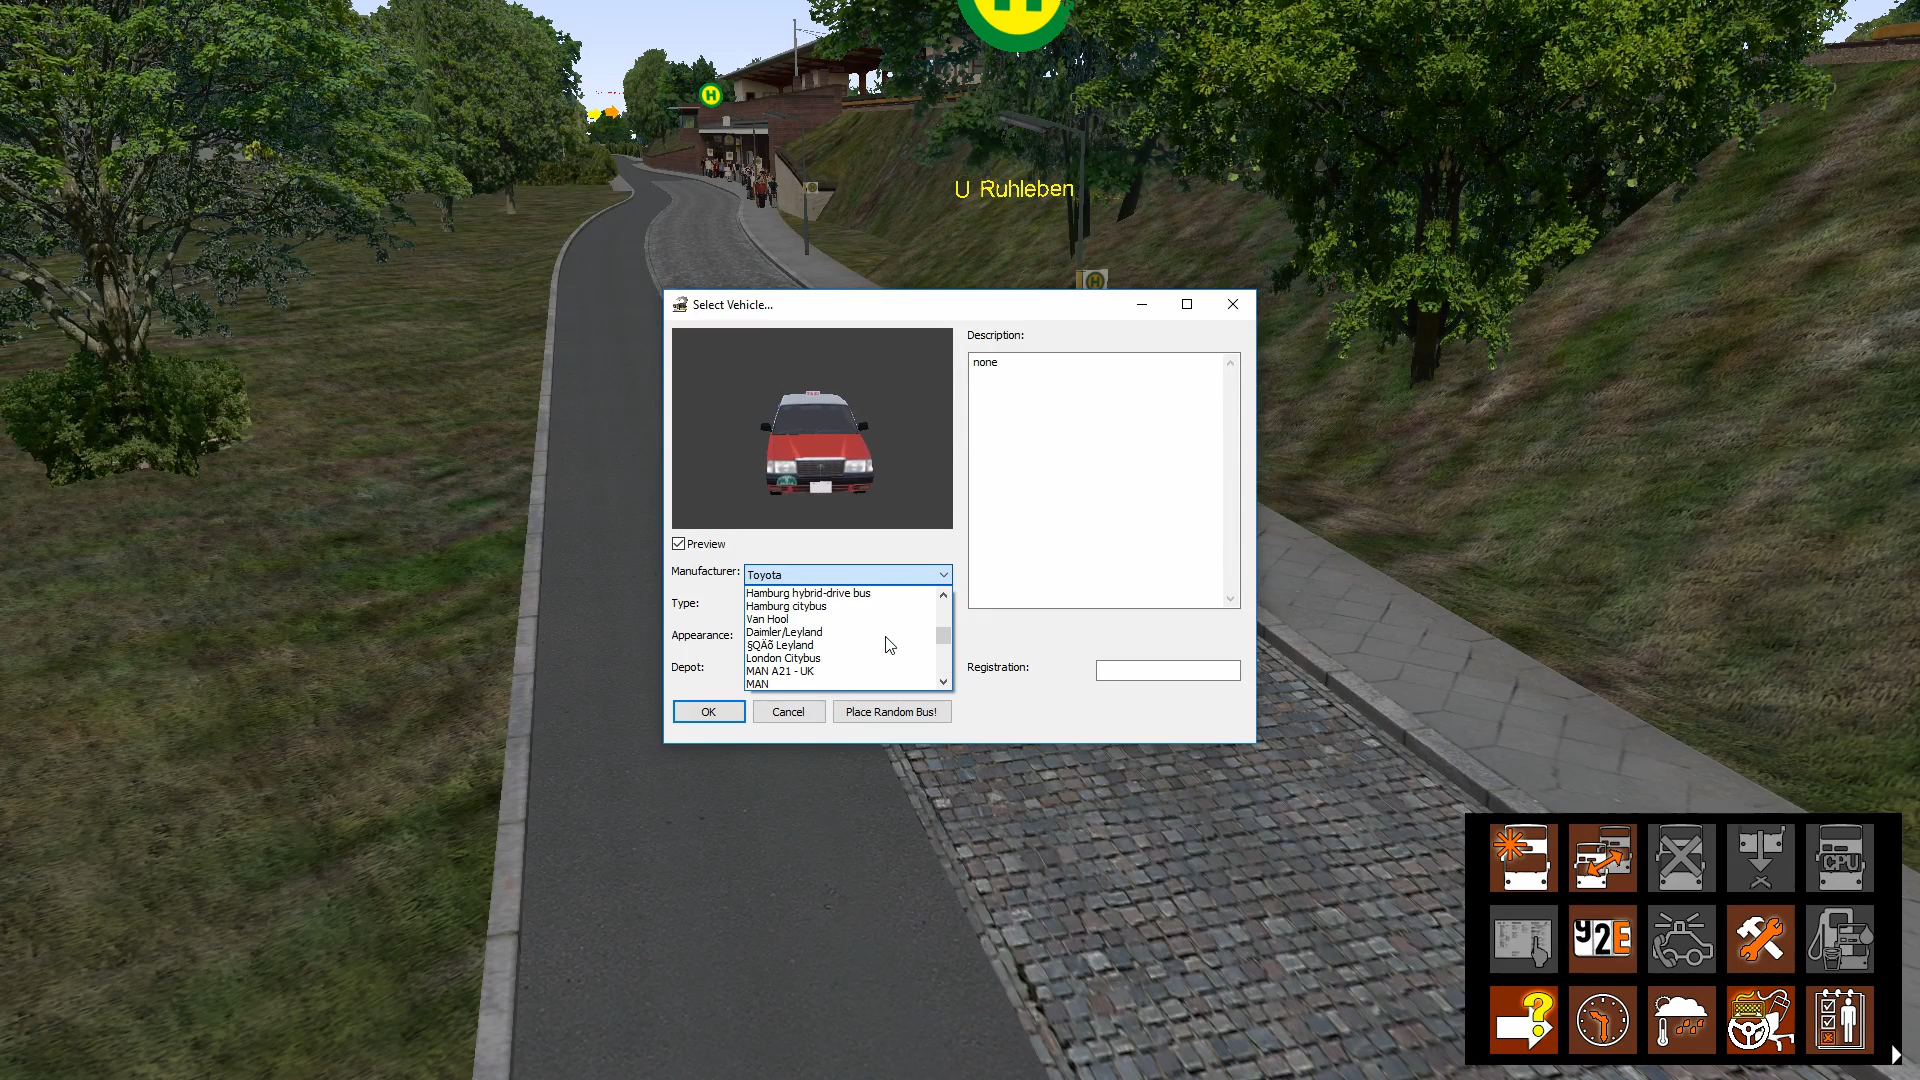 H
H
U Ruhleben
H
Select Vehicle...
Description:
none
Preview
Manufacturer:
Toyota
Hamburg hybrid-drive bus
Hamburg citybus
Van Hool
Daimler/Leyland
§QÄõ Leyland
London Citybus
MAN A21 - UK
MAN
Type:
Appearance:
Depot:
Registration:
OK
Cancel
Place Random Bus!
CPU
92E
?